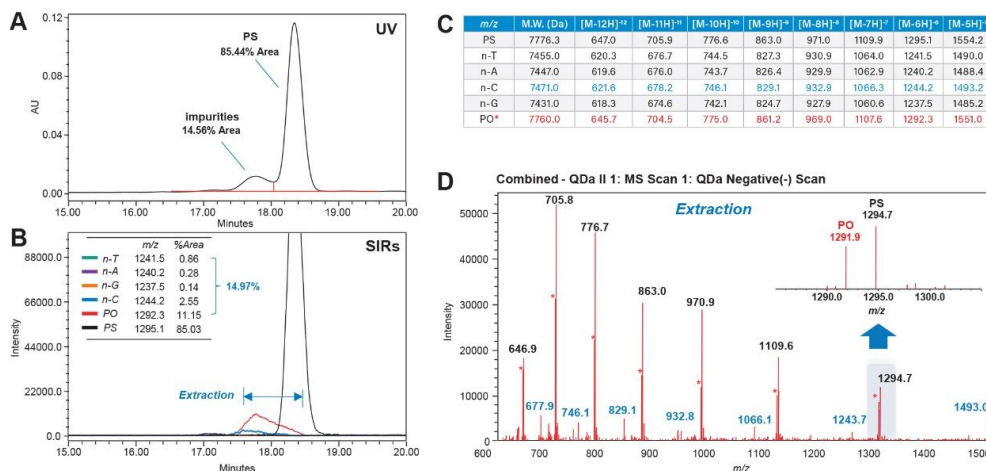 A
UV
0.12
0.08
0.04
0.00
AU
PS
85.44% Area
impurities
14.56% Area
15.00 16.00 17.00 18.00 19.00 20.00
Minutes
B
SIRs
88000.0
66000.0
44000.0
22000.0
0.0
Intensity
m/z %Area
n-T 1241.5 0.86
n-A 1240.2 0.28
n-G 1237.5 0.14
n-C 1244.2 2.55
PO 1292.3 11.15
PS 1295.1 85.03
14.97%
Extraction
15.00 16.00 17.00 18.00 19.00 20.00
Minutes
C
m/z M.W. (Da) [M-12H]⁻¹² [M-11H]⁻¹¹ [M-10H]⁻¹⁰ [M-9H]⁻⁹ [M-8H]⁻⁸ [M-7H]⁻⁷ [M-6H]⁻⁶ [M-5H]⁻
PS 7776.3 647.0 705.9 776.6 863.0 971.0 1109.9 1295.1 1554.2
n-T 7455.0 620.3 676.7 744.5 827.3 930.9 1064.0 1241.5 1490.0
n-A 7447.0 619.6 676.0 743.7 826.4 929.9 1062.9 1240.2 1488.4
n-C 7471.0 621.6 678.2 746.1 829.1 932.9 1066.3 1244.2 1493.2
n-G 7431.0 618.3 674.6 742.1 824.7 927.9 1060.6 1237.5 1485.2
PO* 7760.0 645.7 704.5 775.0 861.2 969.0 1107.6 1292.3 1551.0
D
Combined - QDa II 1: MS Scan 1: QDa Negative(-) Scan
Extraction
50000
40000
30000
20000
10000
0
Intensity
705.8
776.7
863.0
970.9
646.9
1109.6
1294.7
677.9
746.1
829.1
932.8
1066.1
1243.7
1493.0
*
*
*
*
*
*
PS
1294.7
PO
1291.9
1290.0 1295.0 1300.0
m/z
600 700 800 900 1000 1100 1200 1300 1400 150
m/z